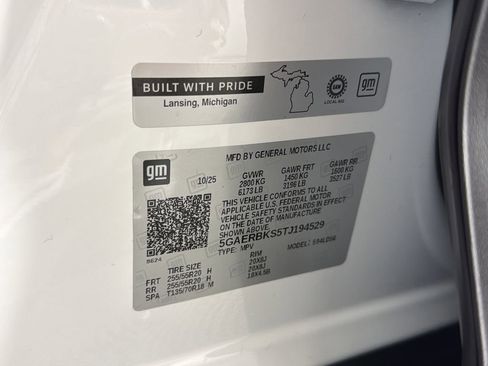 BUILT WITH PRIDE
Lansing, Michigan
UAW
LOCAL 602
gm
gm
MFD BY GENERAL MOTORS LLC
10/25
GVWR GAWR FRT GAWR RR
2800 KG 1450 KG 1600 KG
6173 LB 3196 LB 3527 LB
THIS VEHICLE CONFORMS TO ALL
APPLICABLE U.S. FEDERAL MOTOR
VEHICLE SAFETY STANDARDS IN EFFECT
ON THE DATE OF MANUFACTURE
SHOWN ABOVE
5GAERBKS5TJ194529
TYPE: MPV MODEL:
8624
TIRE SIZE RIM
FRT 255/55R20 H 20X8J
RR 255/55R20 H 20X8J
SPA T135/70R18 M 18X4.5B